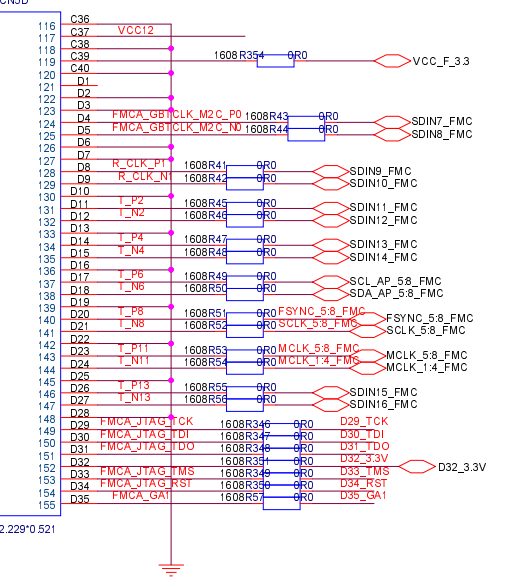 CN3D
116 C36
117 C37 VCC12
118 C38
119 C39 1608R354 0R0 VCC_F_3.3
120 C40
121 D1
122 D2
123 D3
124 D4 FMCA_GBTCLK_M2C_P0 1608R43 0R0 SDIN7_FMC
125 D5 FMCA_GBTCLK_M2C_N0 1608R44 0R0 SDIN8_FMC
126 D6
127 D7
128 D8 R_CLK_P1 1608R41 0R0 SDIN9_FMC
129 D9 R_CLK_N1 1608R42 0R0 SDIN10_FMC
130 D10
131 D11 T_P2 1608R45 0R0 SDIN11_FMC
132 D12 T_N2 1608R46 0R0 SDIN12_FMC
133 D13
134 D14 T_P4 1608R47 0R0 SDIN13_FMC
135 D15 T_N4 1608R48 0R0 SDIN14_FMC
136 D16
137 D17 T_P6 1608R49 0R0 SCL_AP_5:8_FMC
138 D18 T_N6 1608R50 0R0 SDA_AP_5:8_FMC
139 D19
140 D20 T_P8 1608R51 0R0 FSYNC_5:8_FMC FSYNC_5:8_FMC
141 D21 T_N8 1608R52 0R0 SCLK_5:8_FMC SCLK_5:8_FMC
142 D22
143 D23 T_P11 1608R53 0R0 MCLK_5:8_FMC MCLK_5:8_FMC
144 D24 T_N11 1608R54 0R0 MCLK_1:4_FMC MCLK_1:4_FMC
145 D25
146 D26 T_P13 1608R55 0R0 SDIN15_FMC
147 D27 T_N13 1608R56 0R0 SDIN16_FMC
148 D28
149 D29 FMCA_JTAG_TCK 1608R346 0R0 D29_TCK
150 D30 FMCA_JTAG_TDI 1608R347 0R0 D30_TDI
151 D31 FMCA_JTAG_TDO 1608R348 0R0 D31_TDO
152 D32 1608R351 0R0 D32_3.3V D32_3.3V
153 D33 FMCA_JTAG_TMS 1608R349 0R0 D33_TMS
154 D34 FMCA_JTAG_RST 1608R350 0R0 D34_RST
155 D35 FMCA_GA1 1608R57 0R0 D35_GA1
2.229*0.521